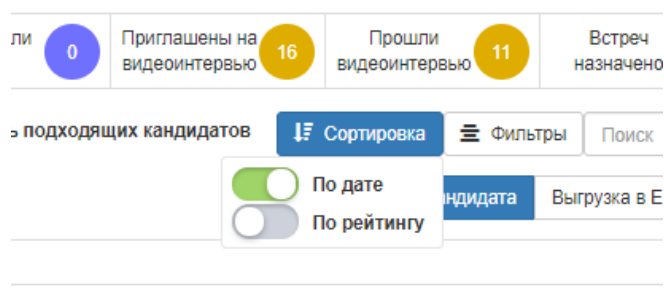 ли
0
Приглашены на
видеоинтервью
16
Прошли
видеоинтервью
11
Встреч
назначено
ь подходящих кандидатов
Сортировка
Фильтры
Поиск
По дате
По рейтингу
ндидата
Выгрузка в E